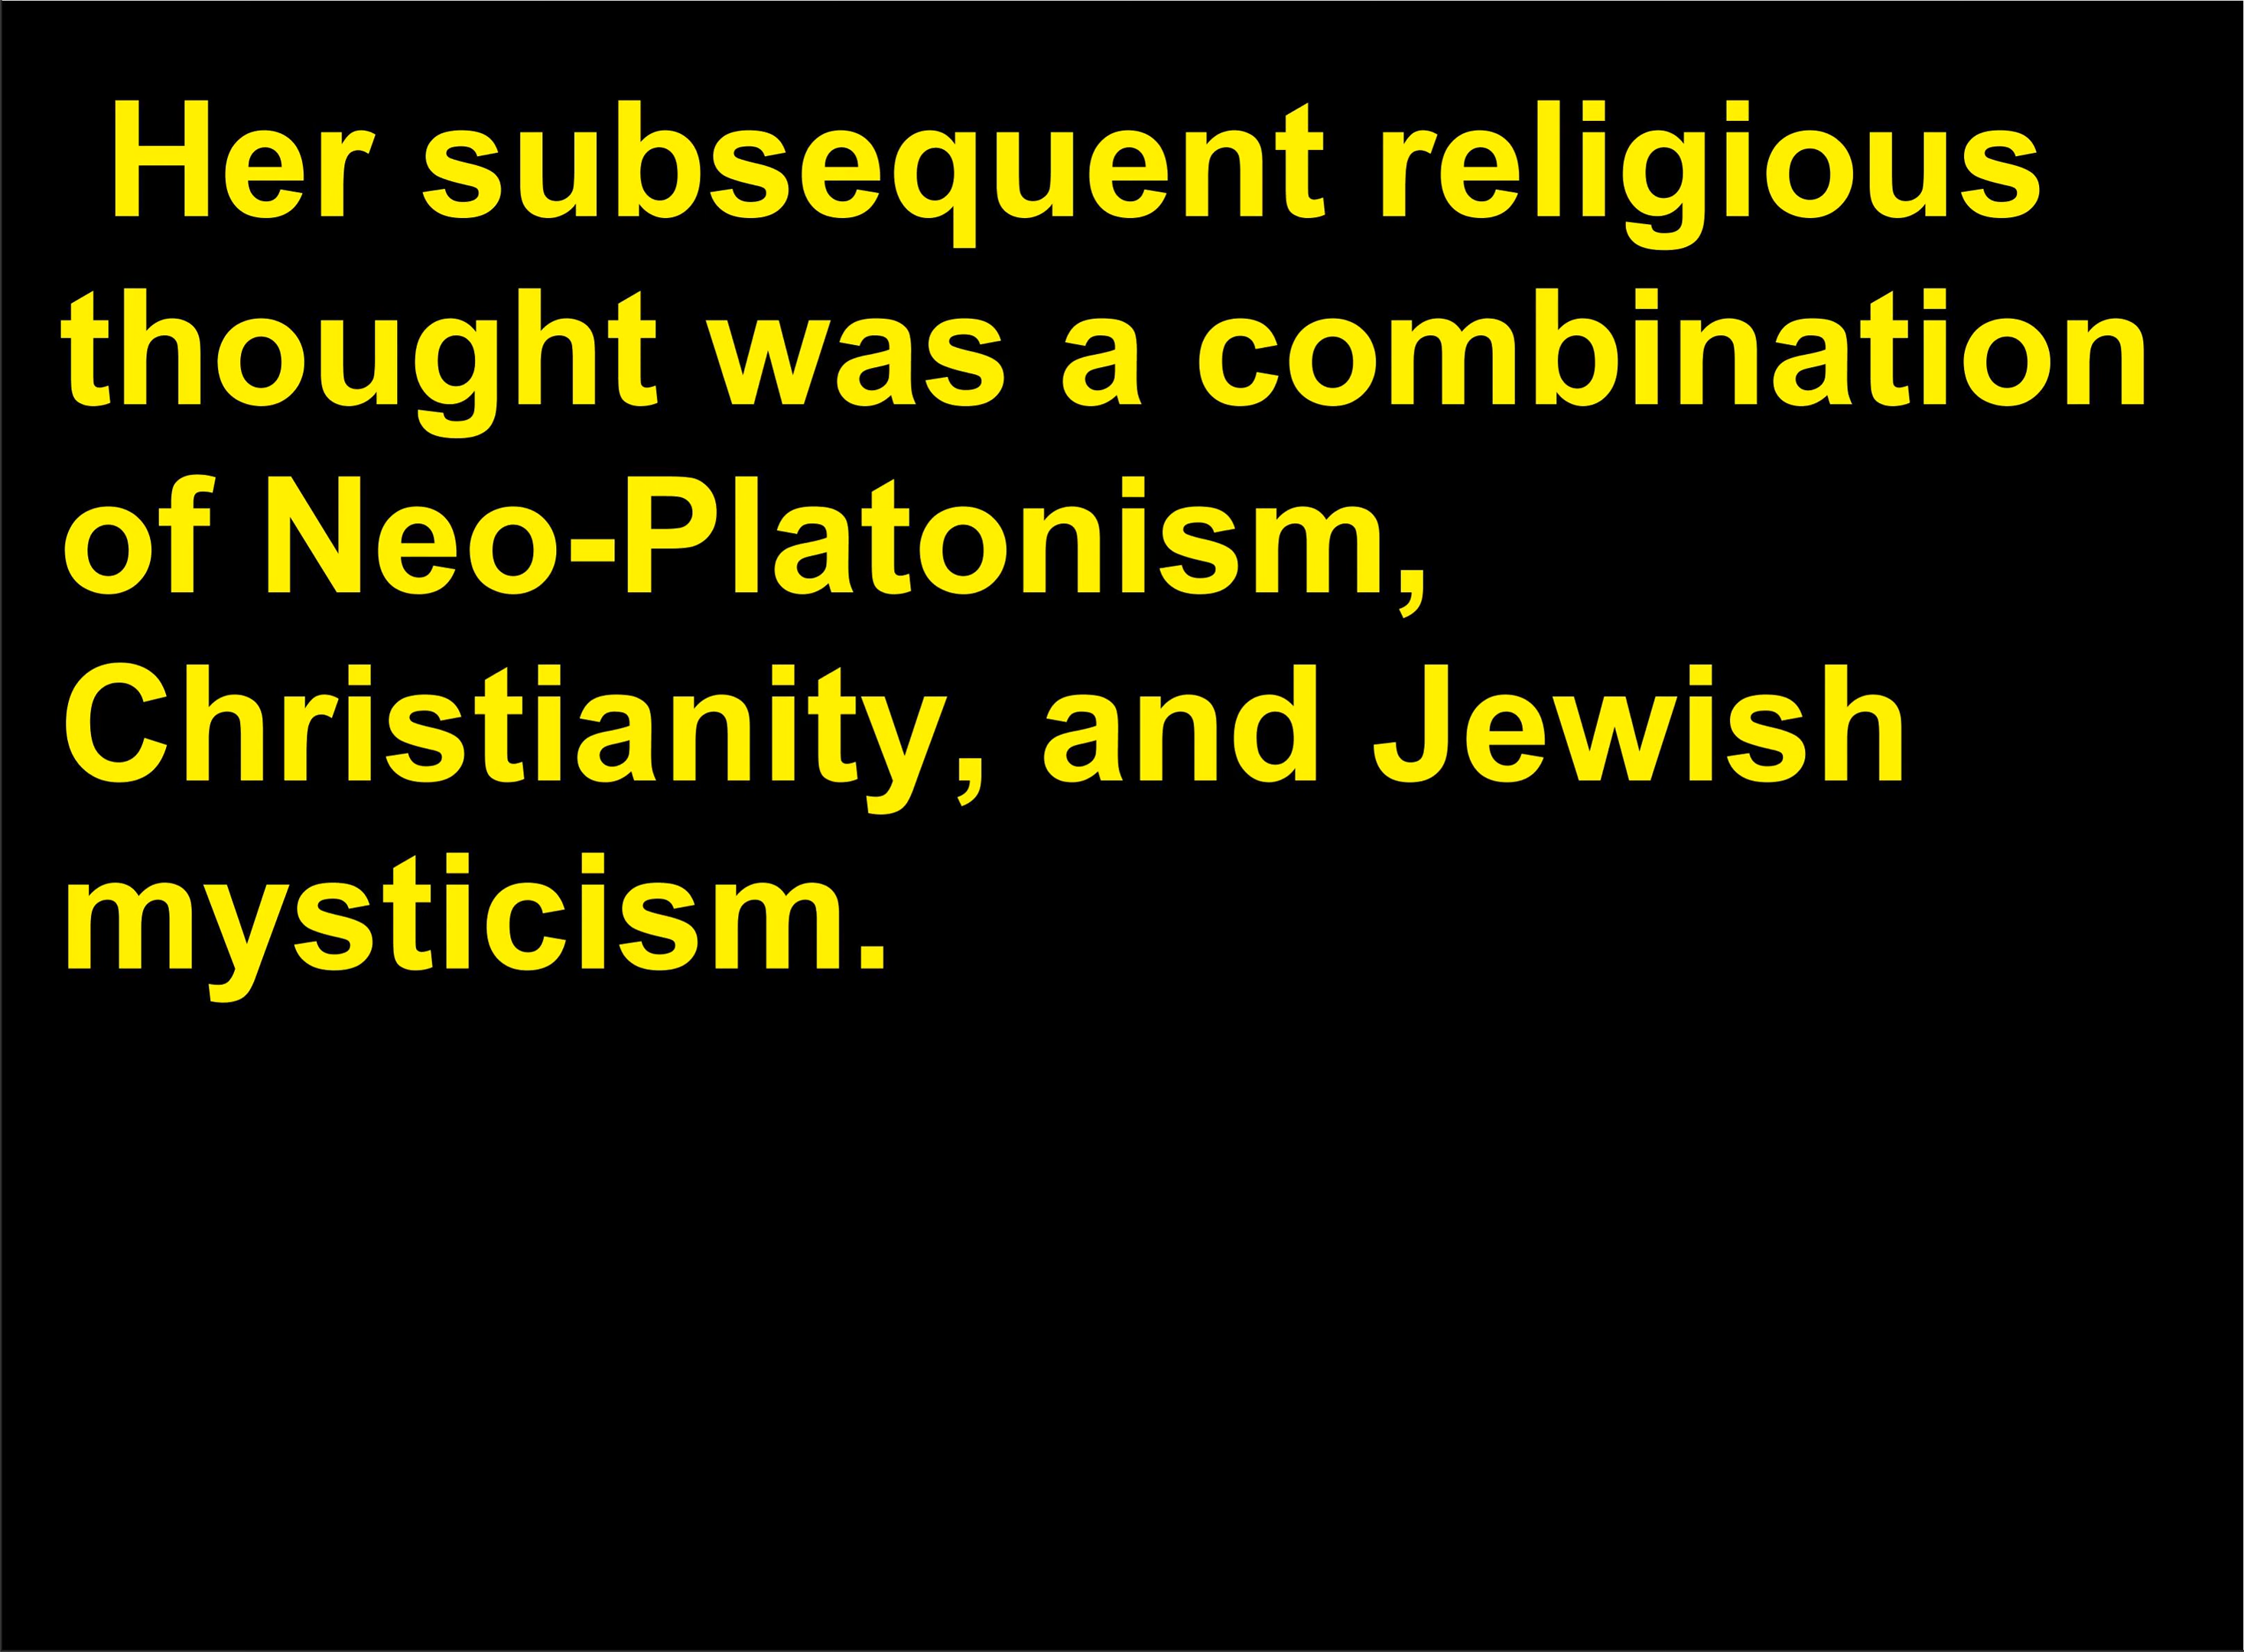 Her subsequent religious
thought was a combination
of Neo-Platonism,
Christianity, and Jewish
mysticism.